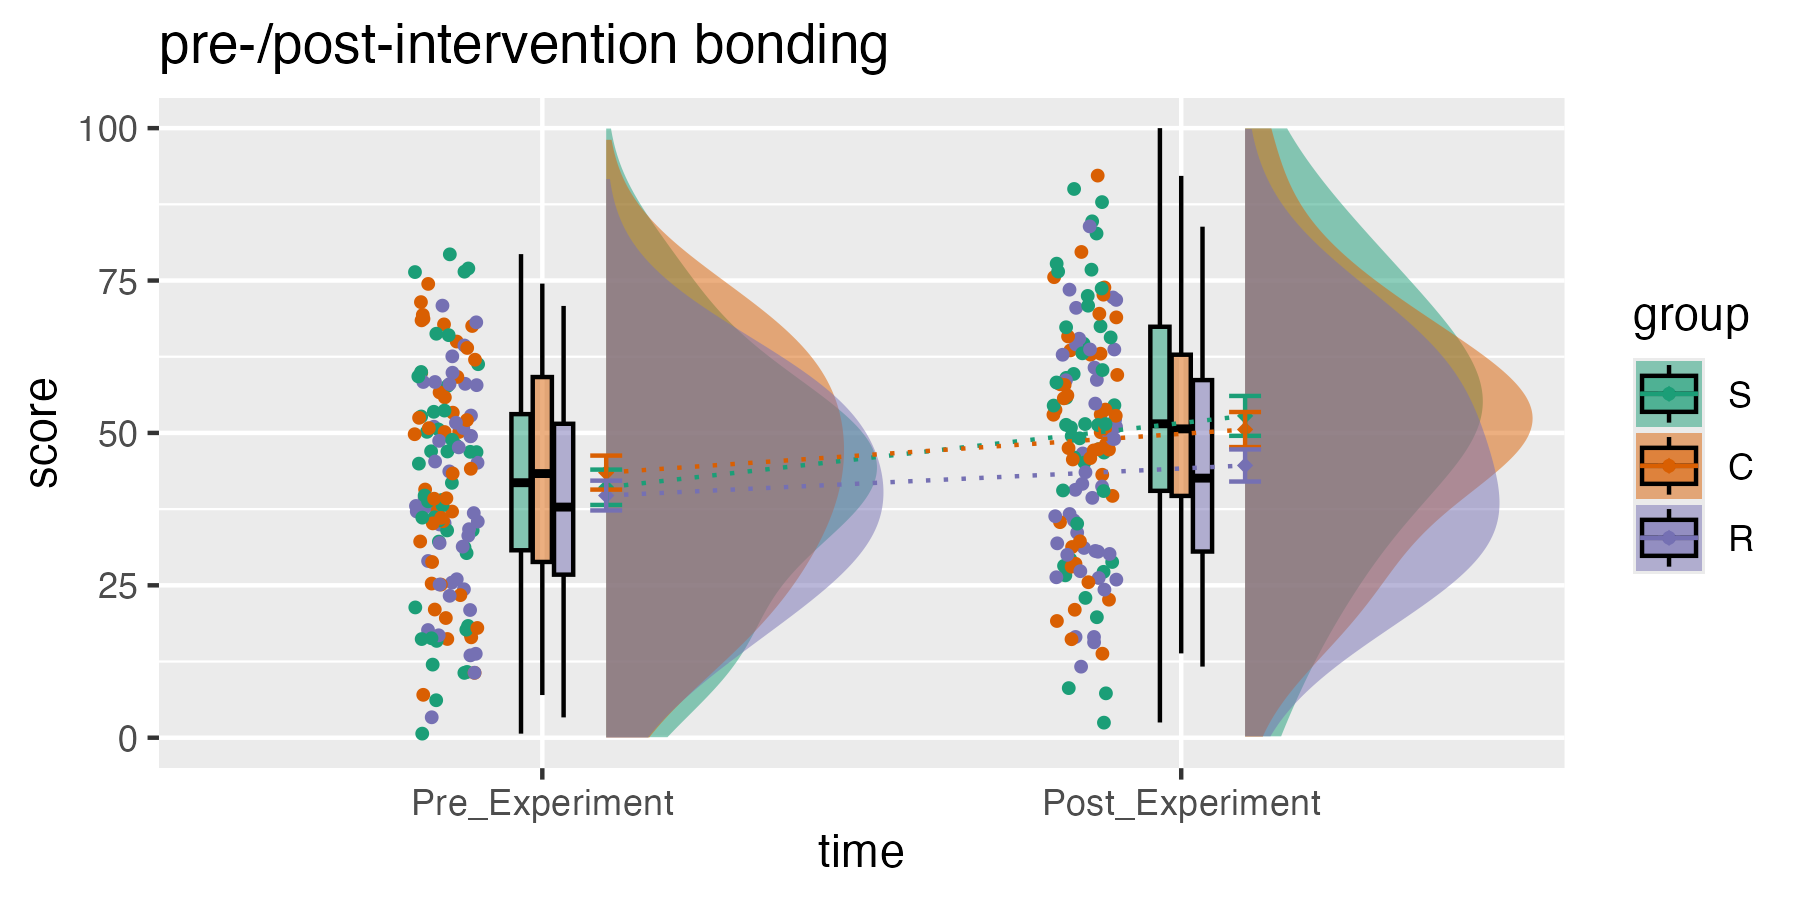 pre-/post-intervention bonding
100
75
50
25
0
score
Pre_Experiment
Post_Experiment
time
group
S
C
R